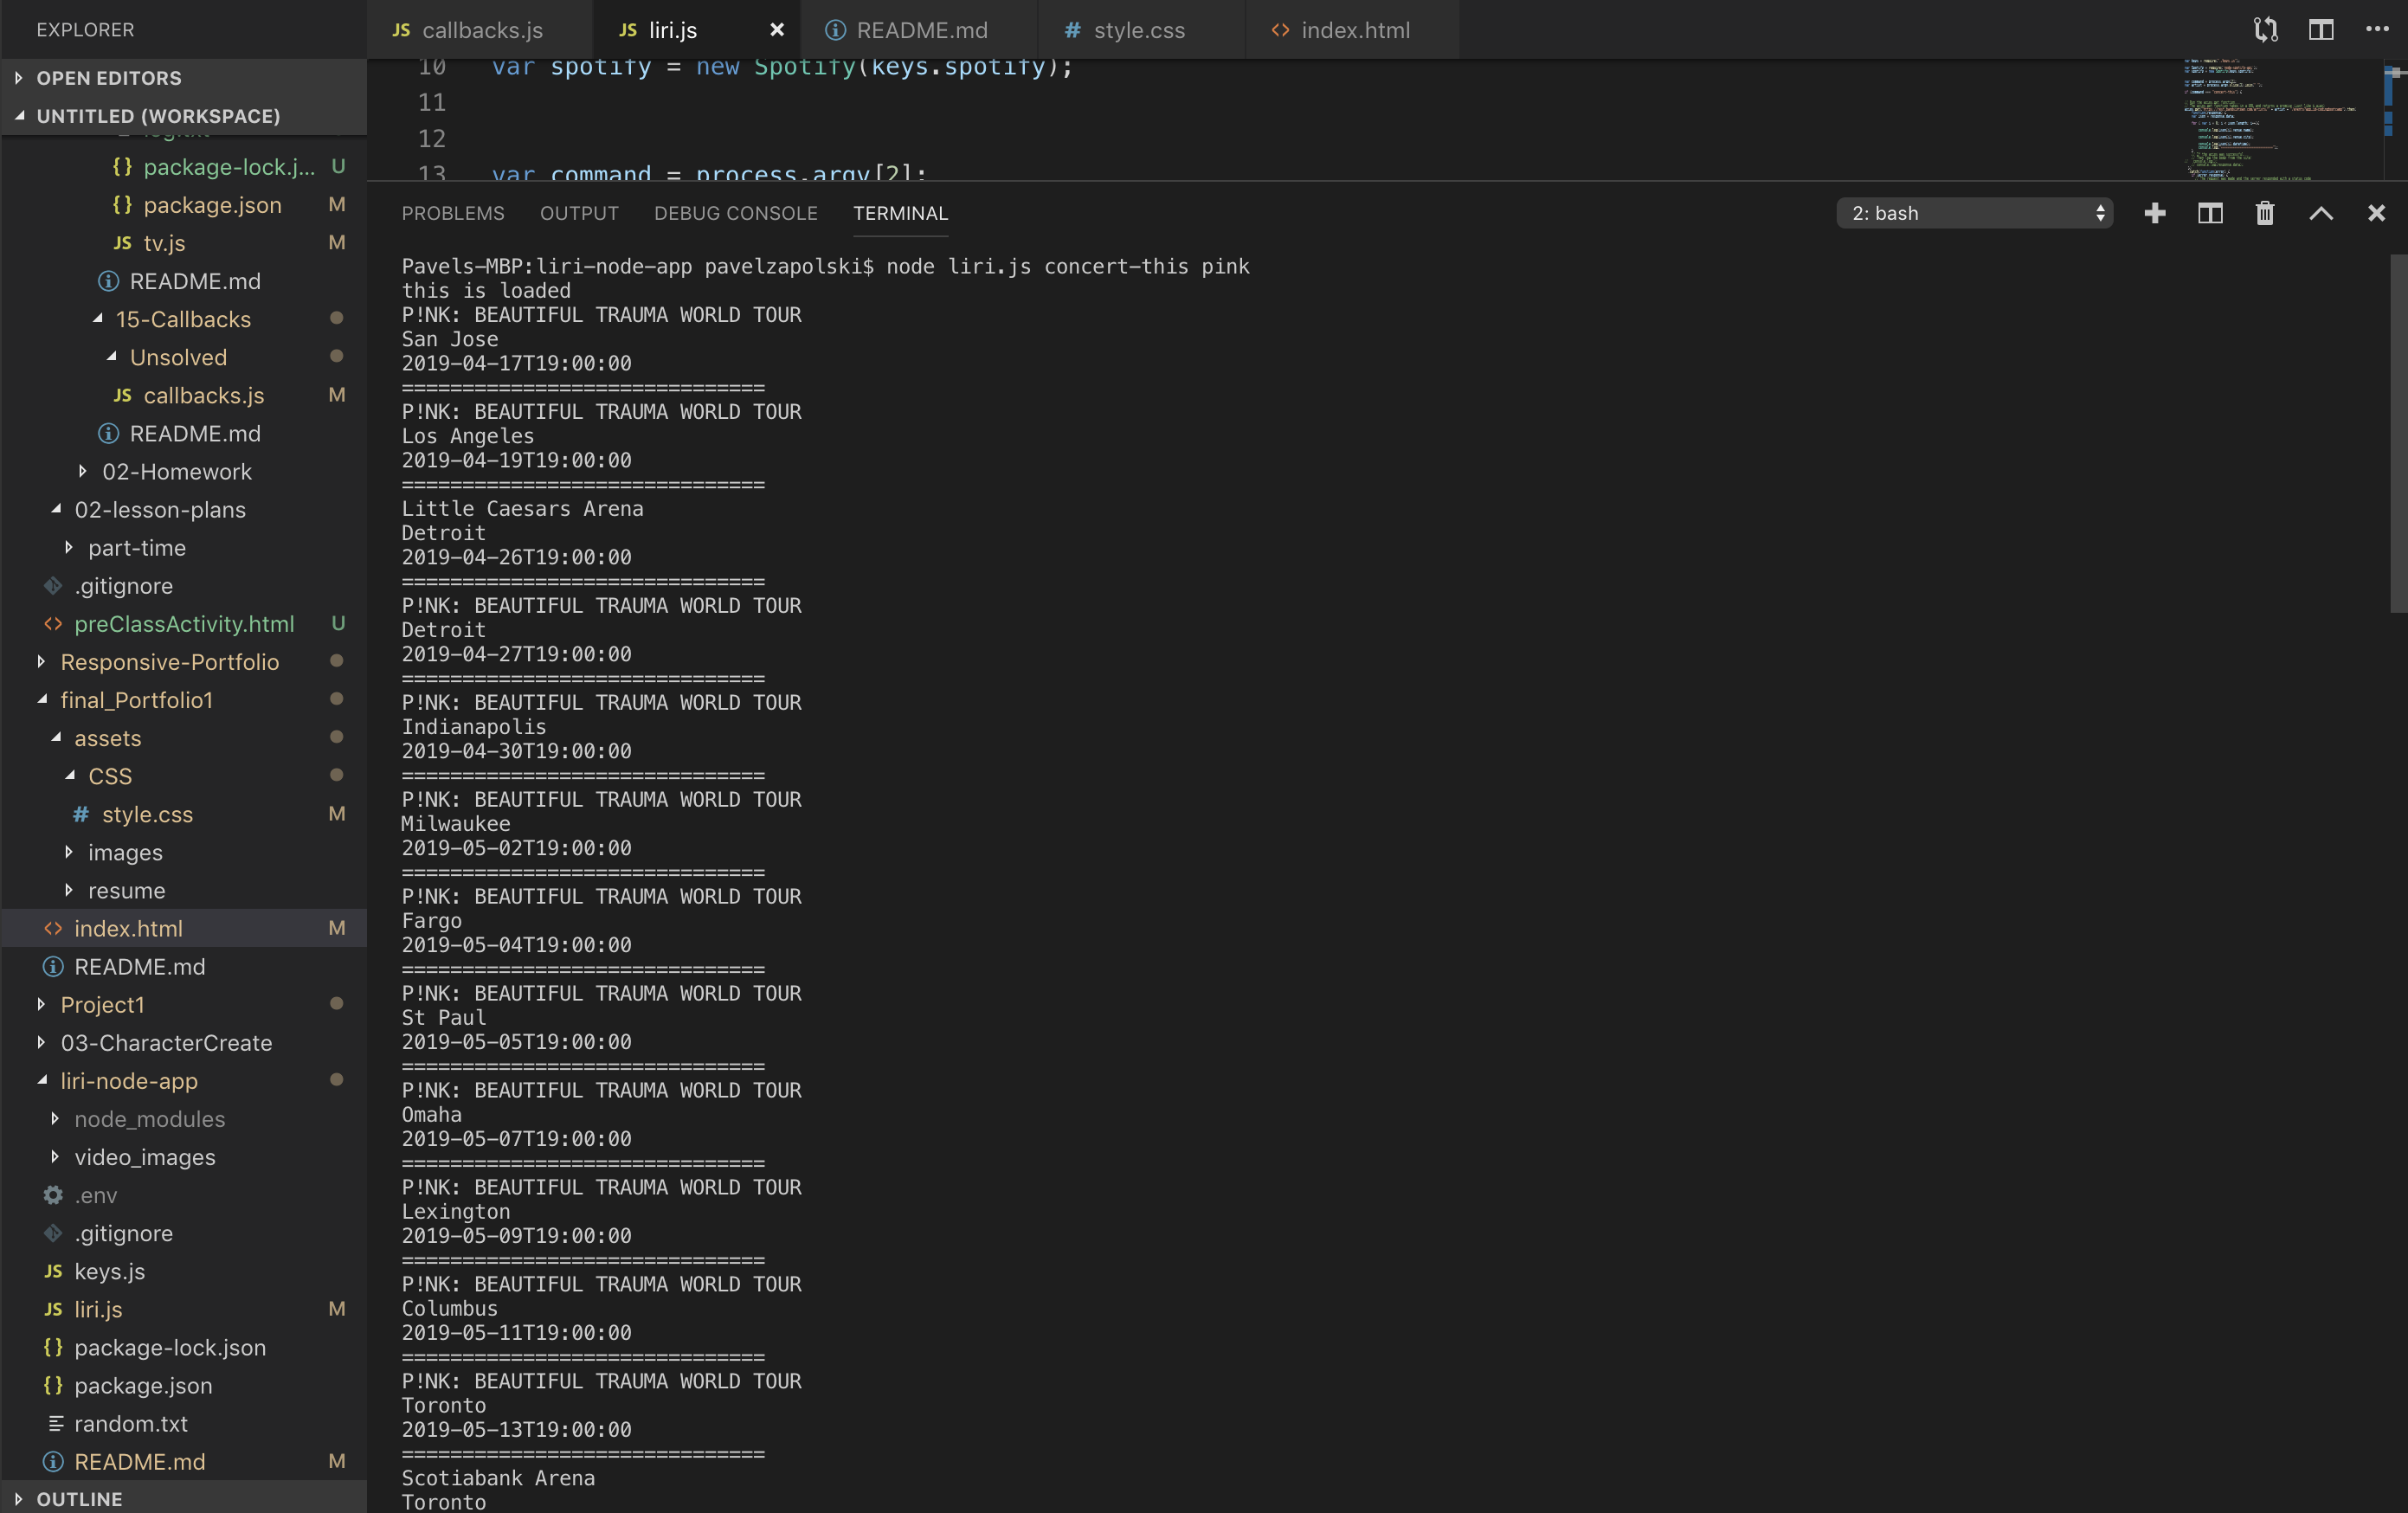 EXPLORER
OPEN EDITORS
UNTITLED (WORKSPACE)
package-lock.j... U
package.json M
JS tv.js M
README.md
15-Callbacks
Unsolved
JS callbacks.js M
README.md
02-Homework
02-lesson-plans
part-time
.gitignore
preClassActivity.html U
Responsive-Portfolio
final_Portfolio1
assets
CSS
# style.css M
images
resume
index.html M
README.md
Project1
03-CharacterCreate
liri-node-app
node_modules
video_images
.env
.gitignore
JS keys.js
JS liri.js M
package-lock.json
package.json
random.txt
README.md M
OUTLINE
JS callbacks.js
JS liri.js
README.md
# style.css
index.html
10 var spotify = new Spotify(keys.spotify);
11
12
13 var command = process.argv[2];
PROBLEMS OUTPUT DEBUG CONSOLE TERMINAL
2: bash
Pavels-MBP:liri-node-app pavelzapolski$ node liri.js concert-this pink
this is loaded
P!NK: BEAUTIFUL TRAUMA WORLD TOUR
San Jose
2019-04-17T19:00:00
==============================
P!NK: BEAUTIFUL TRAUMA WORLD TOUR
Los Angeles
2019-04-19T19:00:00
==============================
Little Caesars Arena
Detroit
2019-04-26T19:00:00
==============================
P!NK: BEAUTIFUL TRAUMA WORLD TOUR
Detroit
2019-04-27T19:00:00
==============================
P!NK: BEAUTIFUL TRAUMA WORLD TOUR
Indianapolis
2019-04-30T19:00:00
==============================
P!NK: BEAUTIFUL TRAUMA WORLD TOUR
Milwaukee
2019-05-02T19:00:00
==============================
P!NK: BEAUTIFUL TRAUMA WORLD TOUR
Fargo
2019-05-04T19:00:00
==============================
P!NK: BEAUTIFUL TRAUMA WORLD TOUR
St Paul
2019-05-05T19:00:00
==============================
P!NK: BEAUTIFUL TRAUMA WORLD TOUR
Omaha
2019-05-07T19:00:00
==============================
P!NK: BEAUTIFUL TRAUMA WORLD TOUR
Lexington
2019-05-09T19:00:00
==============================
P!NK: BEAUTIFUL TRAUMA WORLD TOUR
Columbus
2019-05-11T19:00:00
==============================
P!NK: BEAUTIFUL TRAUMA WORLD TOUR
Toronto
2019-05-13T19:00:00
==============================
Scotiabank Arena
Toronto